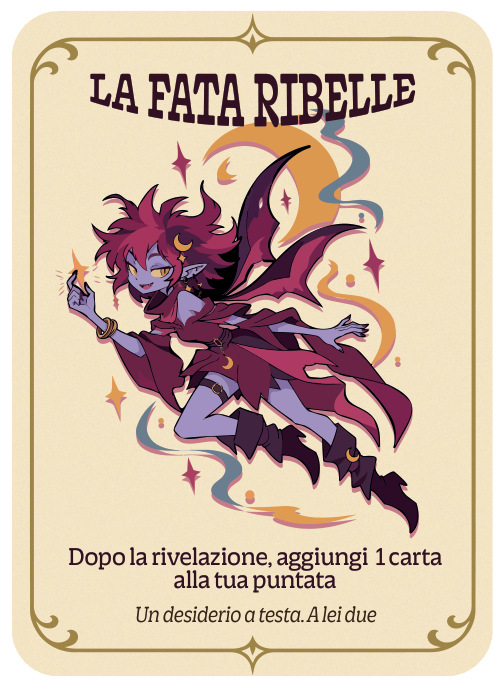 LA FATA RIBELLE
Dopo la rivelazione, aggiungi 1 carta
alla tua puntata
Un desiderio a testa. A lei due